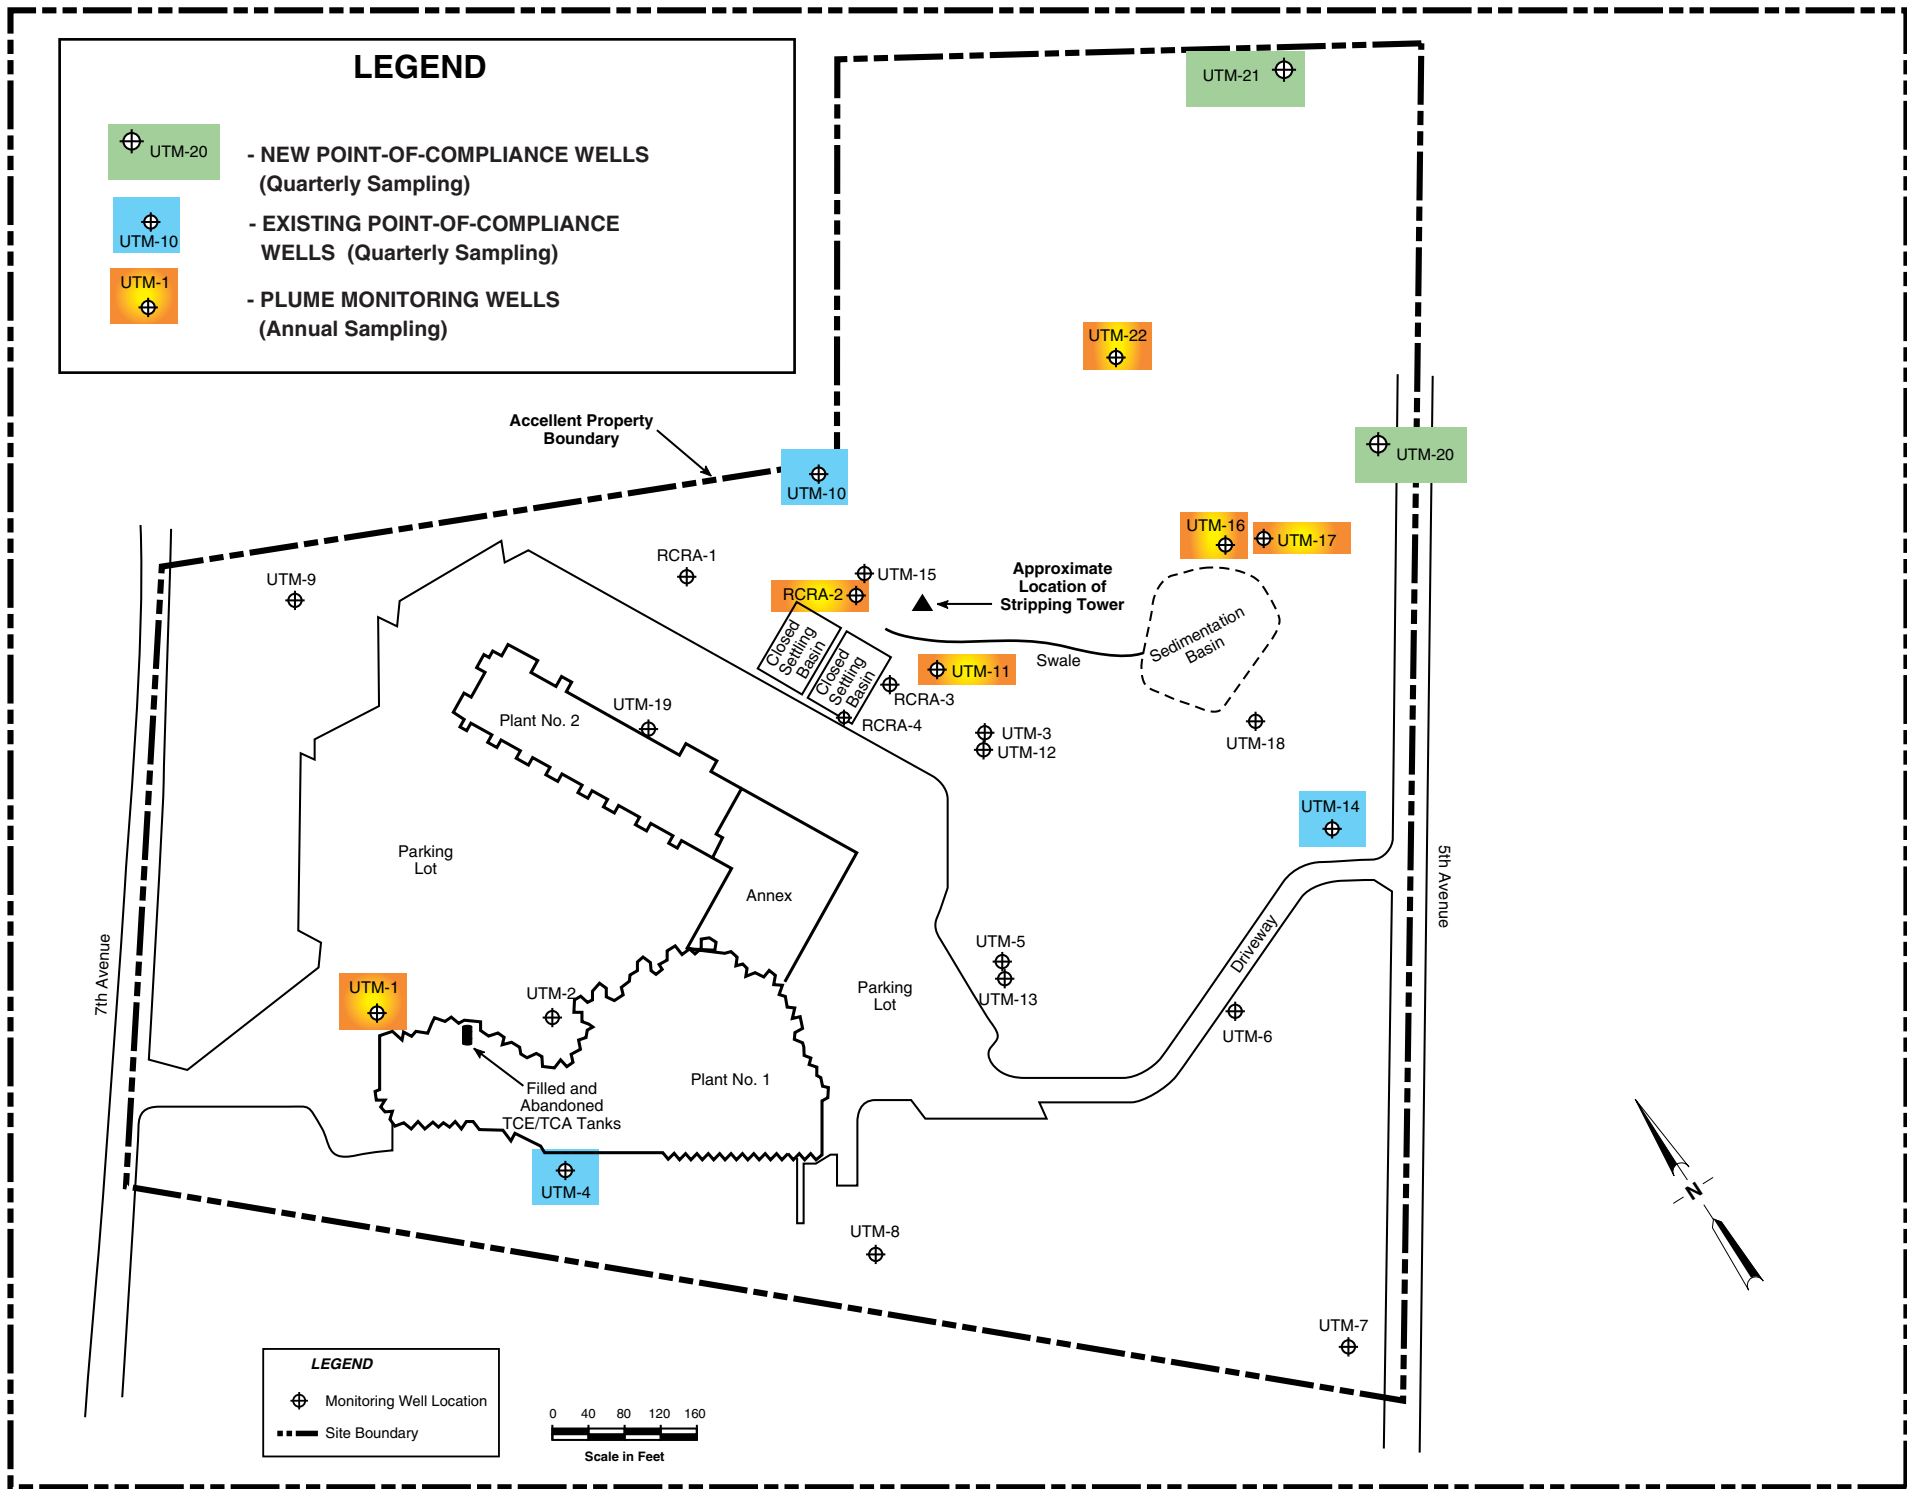 LEGEND
UTM-20
- NEW POINT-OF-COMPLIANCE WELLS
(Quarterly Sampling)
UTM-10
- EXISTING POINT-OF-COMPLIANCE
WELLS (Quarterly Sampling)
UTM-1
- PLUME MONITORING WELLS
(Annual Sampling)
UTM-21
UTM-22
Accellent Property
Boundary
UTM-20
UTM-10
UTM-16
UTM-17
RCRA-1
UTM-9
UTM-15
RCRA-2
Approximate
Location of
Stripping Tower
Closed
Settling
Basin
Closed
Settling
Basin
Sedimentation
Basin
Swale
UTM-11
RCRA-3
RCRA-4
UTM-19
Plant No. 2
UTM-3
UTM-12
UTM-18
UTM-14
Parking
Lot
Annex
5th Avenue
7th Avenue
UTM-5
UTM-13
Driveway
UTM-6
Parking
Lot
UTM-1
UTM-2
Plant No. 1
Filled and
Abandoned
TCE/TCA Tanks
UTM-4
N
UTM-8
UTM-7
LEGEND
Monitoring Well Location
Site Boundary
0 40 80 120 160
Scale in Feet